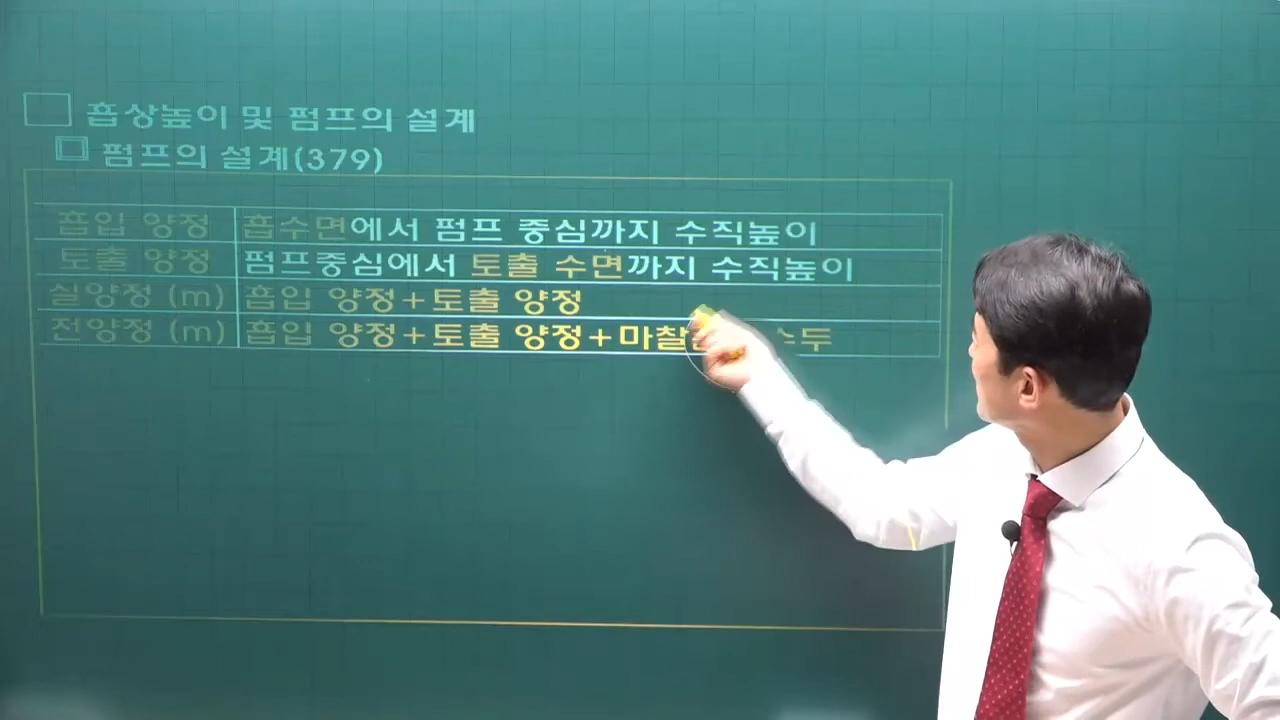 흡상높이 및 펌프의 설계
펌프의 설계(379)
흡입 양정 흡수면에서 펌프 중심까지 수직높이
토출 양정 펌프중심에서 토출 수면까지 수직높이
실양정 (m) 흡입 양정+토출 양정
전양정 (m) 흡입 양정+토출 양정+